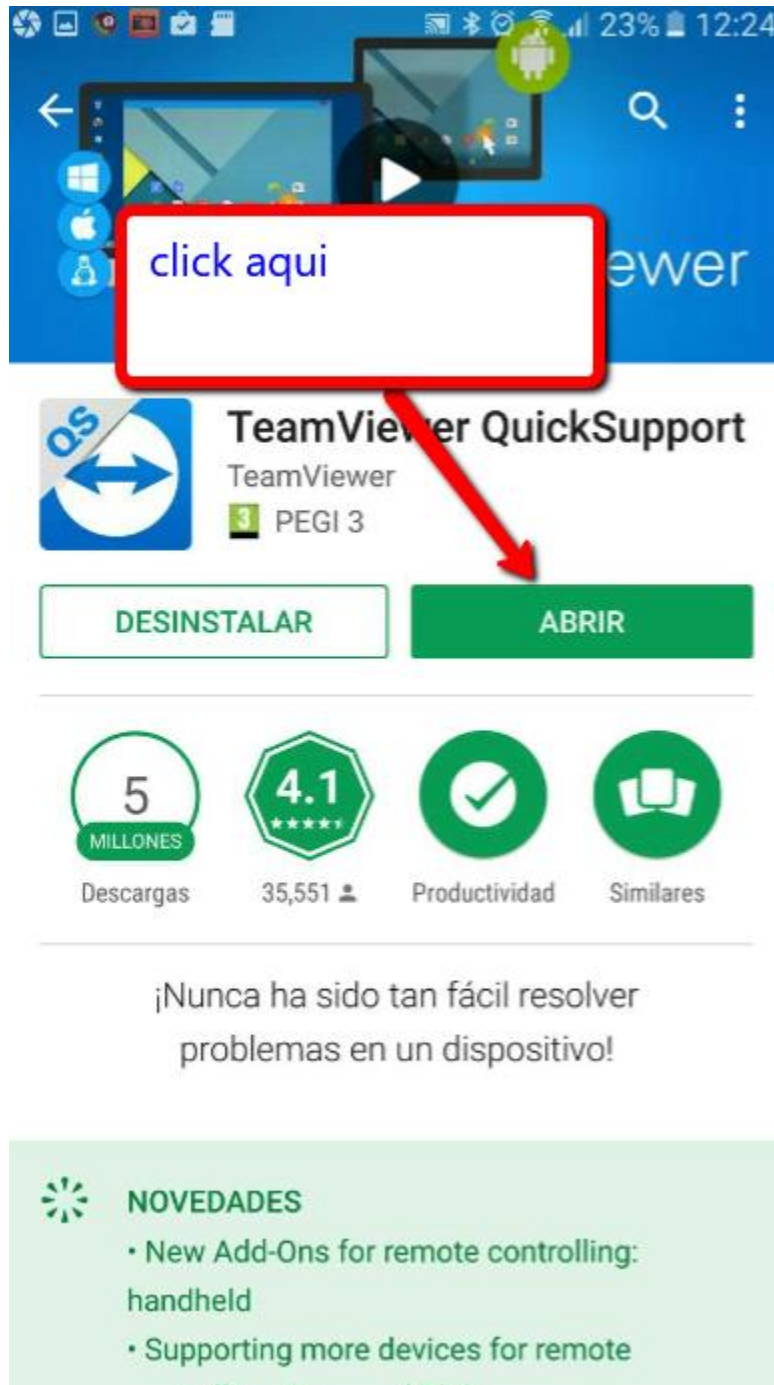 23% 12:24
click aqui
ewer
QS
TeamViewer QuickSupport
TeamViewer
3 PEGI 3
DESINSTALAR
ABRIR
5
MILLONES
Descargas
4.1
35,551
Productividad
Similares
¡Nunca ha sido tan fácil resolver
problemas en un dispositivo!
NOVEDADES
• New Add-Ons for remote controlling:
handheld
• Supporting more devices for remote